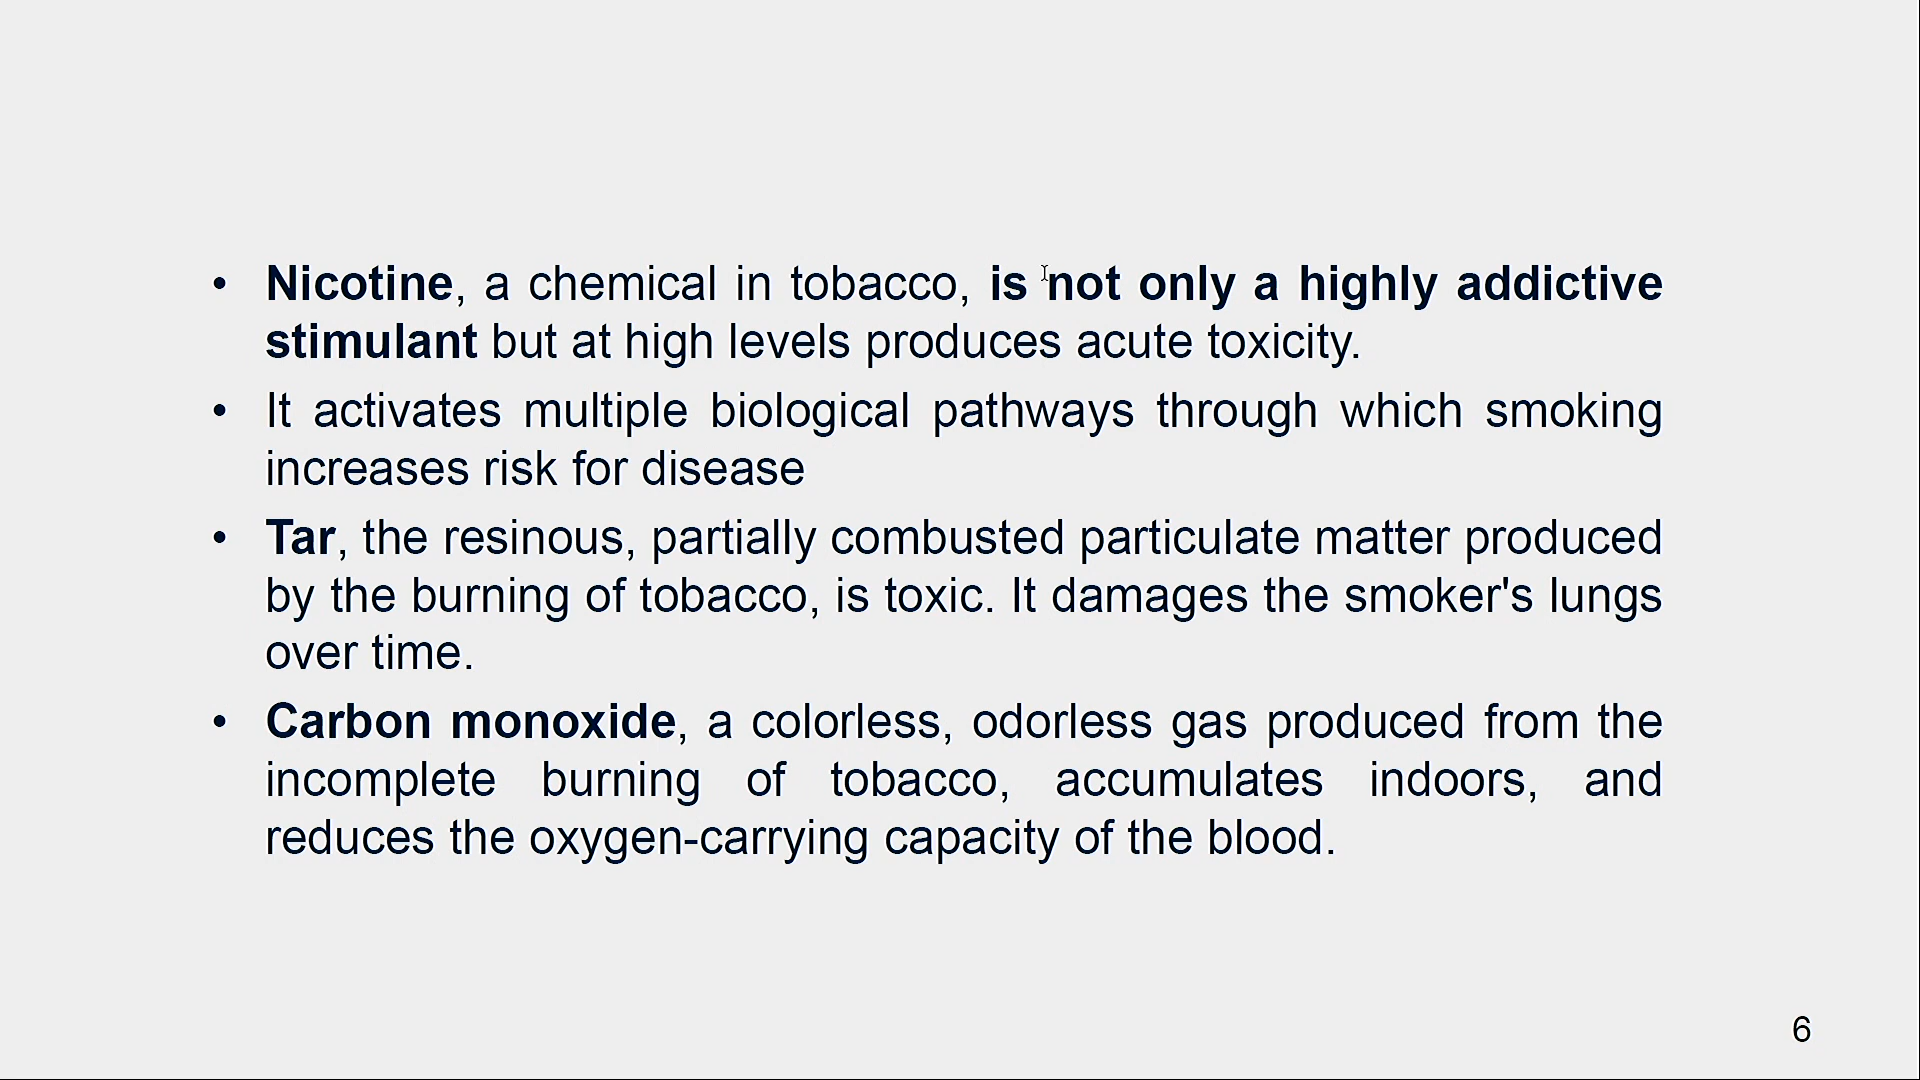 • Nicotine, a chemical in tobacco, is not only a highly addictive
stimulant but at high levels produces acute toxicity.
• It activates multiple biological pathways through which smoking
increases risk for disease
• Tar, the resinous, partially combusted particulate matter produced
by the burning of tobacco, is toxic. It damages the smoker's lungs
over time.
• Carbon monoxide, a colorless, odorless gas produced from the
incomplete burning of tobacco, accumulates indoors, and
reduces the oxygen-carrying capacity of the blood.
6